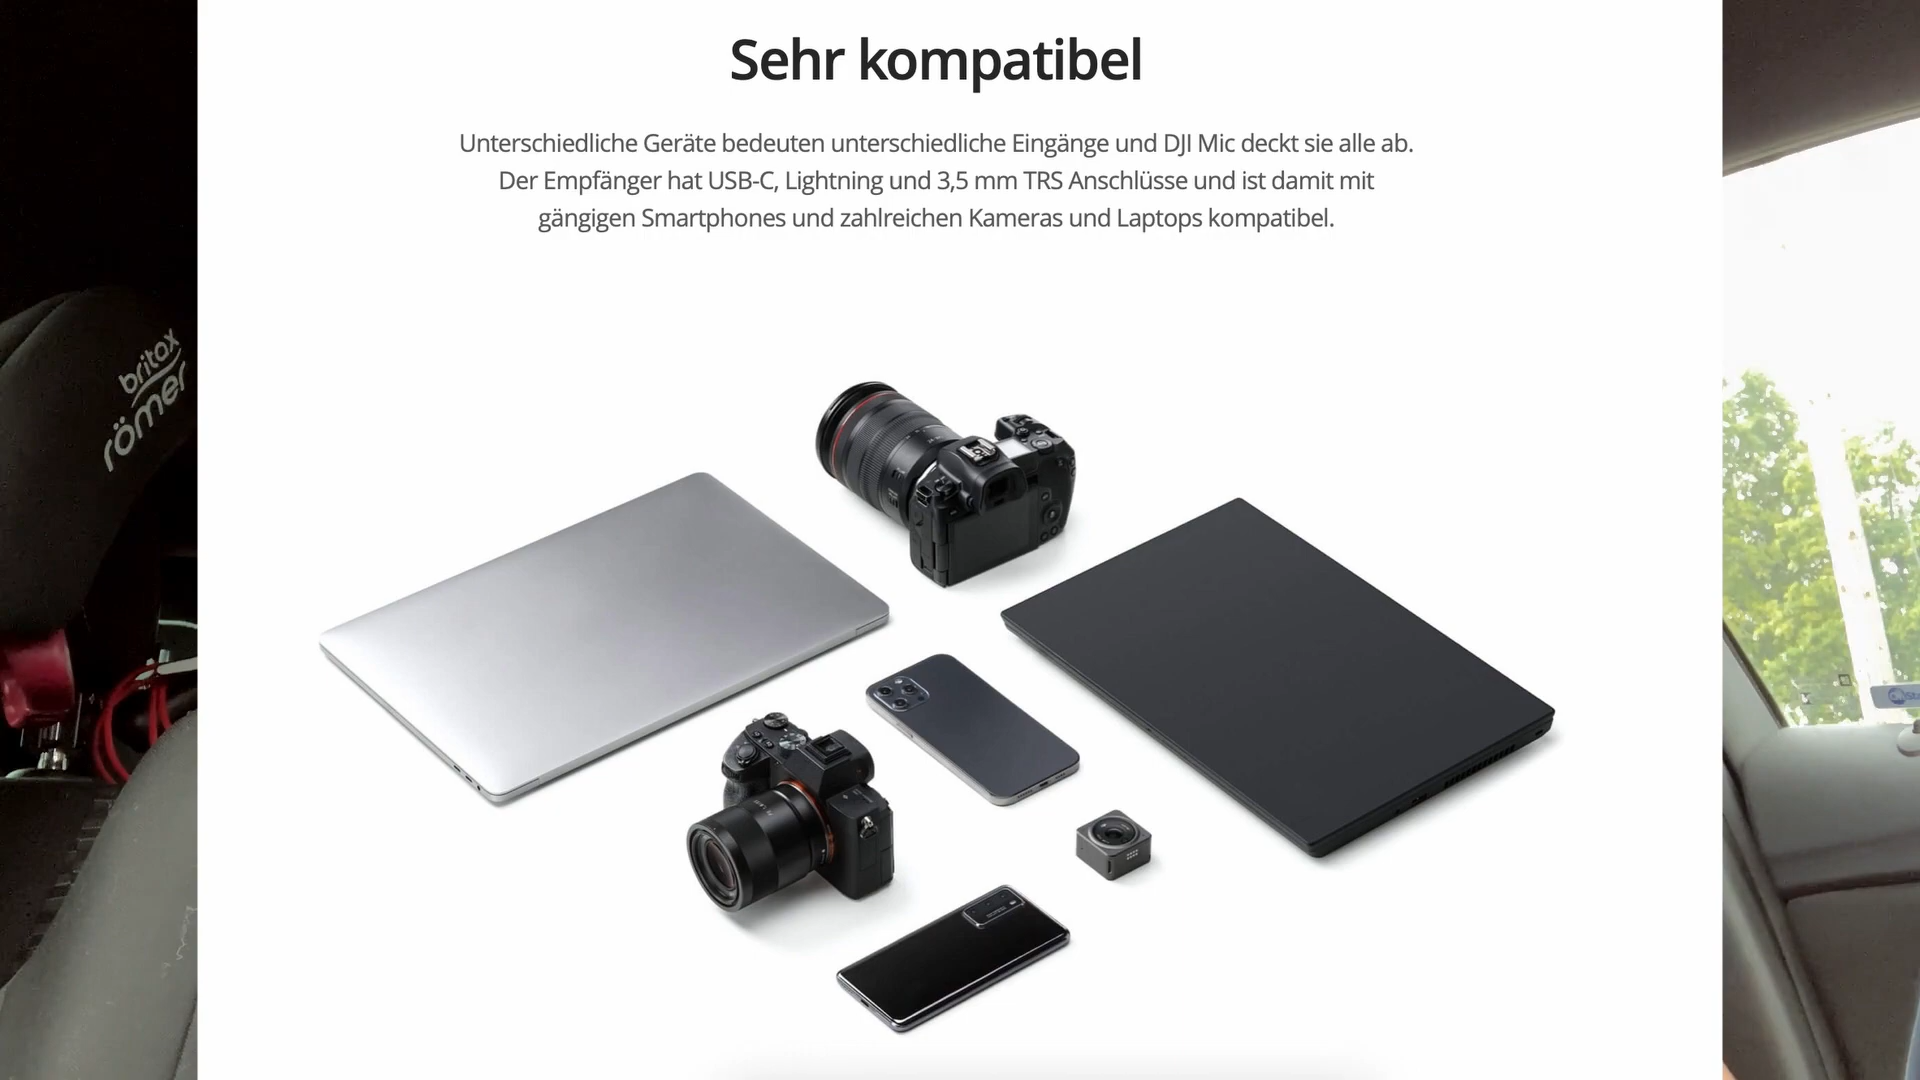 Sehr kompatibel
Unterschiedliche Geräte bedeuten unterschiedliche Eingänge und DJI Mic deckt sie alle ab.
Der Empfänger hat USB-C, Lightning und 3,5 mm TRS Anschlüsse und ist damit mit
gängigen Smartphones und zahlreichen Kameras und Laptops kompatibel.
britax
römer